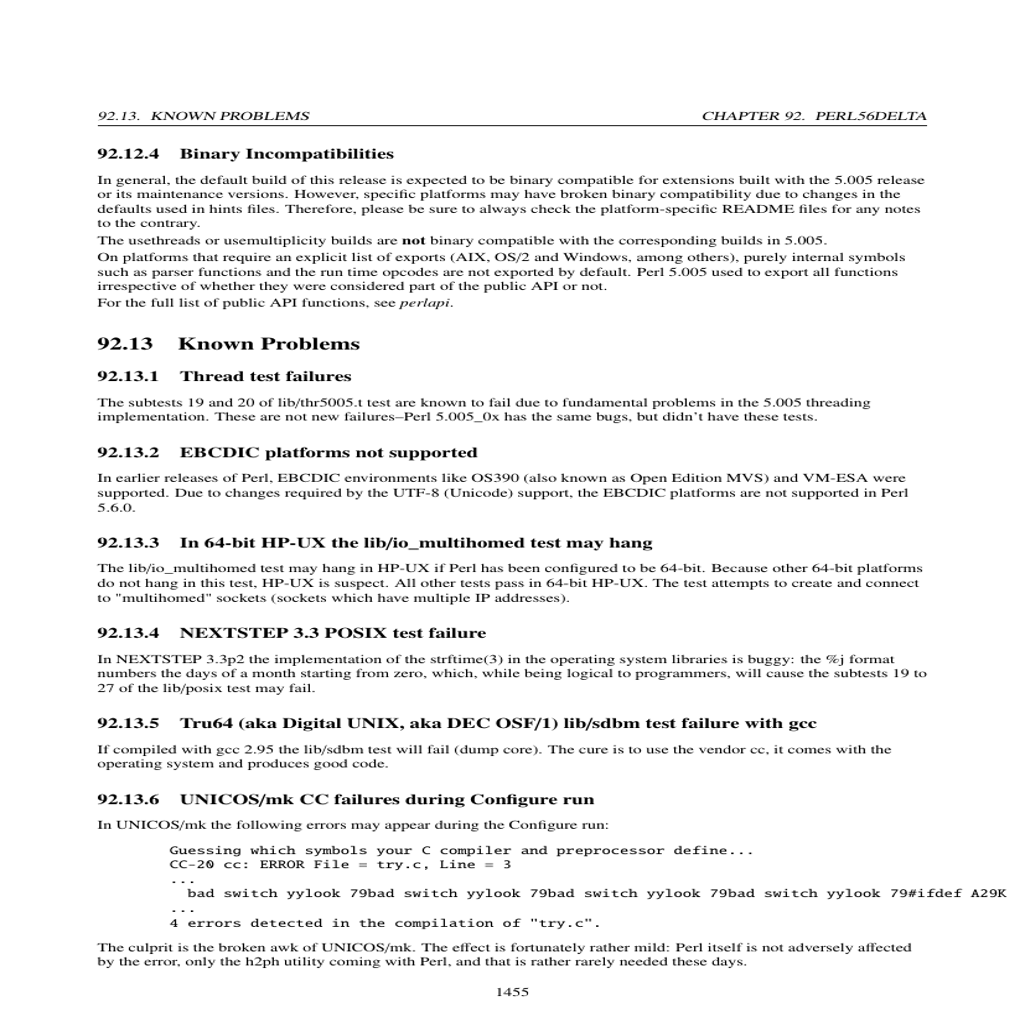 92.13. KNOWN PROBLEMS CHAPTER 92. PERL56DELTA
92.12.4 Binary Incompatibilities
In general, the default build of this release is expected to be binary compatible for extensions built with the 5.005 release
or its maintenance versions. However, specific platforms may have broken binary compatibility due to changes in the
defaults used in hints files. Therefore, please be sure to always check the platform-specific README files for any notes
to the contrary.
The usethreads or usemultiplicity builds are not binary compatible with the corresponding builds in 5.005.
On platforms that require an explicit list of exports (AIX, OS/2 and Windows, among others), purely internal symbols
such as parser functions and the run time opcodes are not exported by default. Perl 5.005 used to export all functions
irrespective of whether they were considered part of the public API or not.
For the full list of public API functions, see perlapi.
92.13 Known Problems
92.13.1 Thread test failures
The subtests 19 and 20 of lib/thr5005.t test are known to fail due to fundamental problems in the 5.005 threading
implementation. These are not new failures–Perl 5.005_0x has the same bugs, but didn't have these tests.
92.13.2 EBCDIC platforms not supported
In earlier releases of Perl, EBCDIC environments like OS390 (also known as Open Edition MVS) and VM-ESA were
supported. Due to changes required by the UTF-8 (Unicode) support, the EBCDIC platforms are not supported in Perl
5.6.0.
92.13.3 In 64-bit HP-UX the lib/io_multihomed test may hang
The lib/io_multihomed test may hang in HP-UX if Perl has been configured to be 64-bit. Because other 64-bit platforms
do not hang in this test, HP-UX is suspect. All other tests pass in 64-bit HP-UX. The test attempts to create and connect
to "multihomed" sockets (sockets which have multiple IP addresses).
92.13.4 NEXTSTEP 3.3 POSIX test failure
In NEXTSTEP 3.3p2 the implementation of the strftime(3) in the operating system libraries is buggy: the %j format
numbers the days of a month starting from zero, which, while being logical to programmers, will cause the subtests 19 to
27 of the lib/posix test may fail.
92.13.5 Tru64 (aka Digital UNIX, aka DEC OSF/1) lib/sdbm test failure with gcc
If compiled with gcc 2.95 the lib/sdbm test will fail (dump core). The cure is to use the vendor cc, it comes with the
operating system and produces good code.
92.13.6 UNICOS/mk CC failures during Configure run
In UNICOS/mk the following errors may appear during the Configure run:
Guessing which symbols your C compiler and preprocessor define...
CC-20 cc: ERROR File = try.c, Line = 3
...
bad switch yylook 79bad switch yylook 79bad switch yylook 79bad switch yylook 79#ifdef A29K
...
4 errors detected in the compilation of "try.c".
The culprit is the broken awk of UNICOS/mk. The effect is fortunately rather mild: Perl itself is not adversely affected
by the error, only the h2ph utility coming with Perl, and that is rather rarely needed these days.
1455